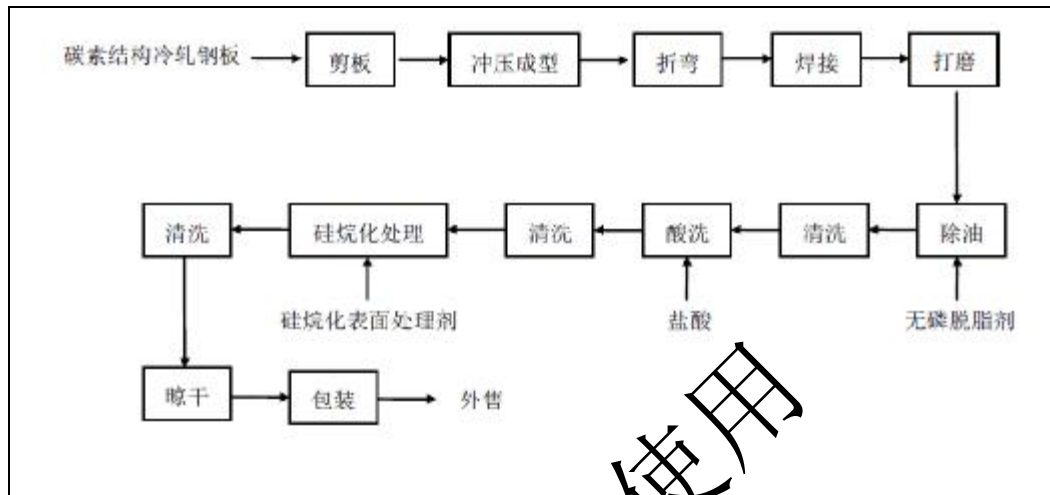 碳素结构冷轧钢板 剪板 冲压成型 折弯 焊接 打磨
清洗 硅烷化处理 清洗 酸洗 清洗 除油
硅烷化表面处理剂 盐酸 无磷脱脂剂
晾干 包装 外售
使用